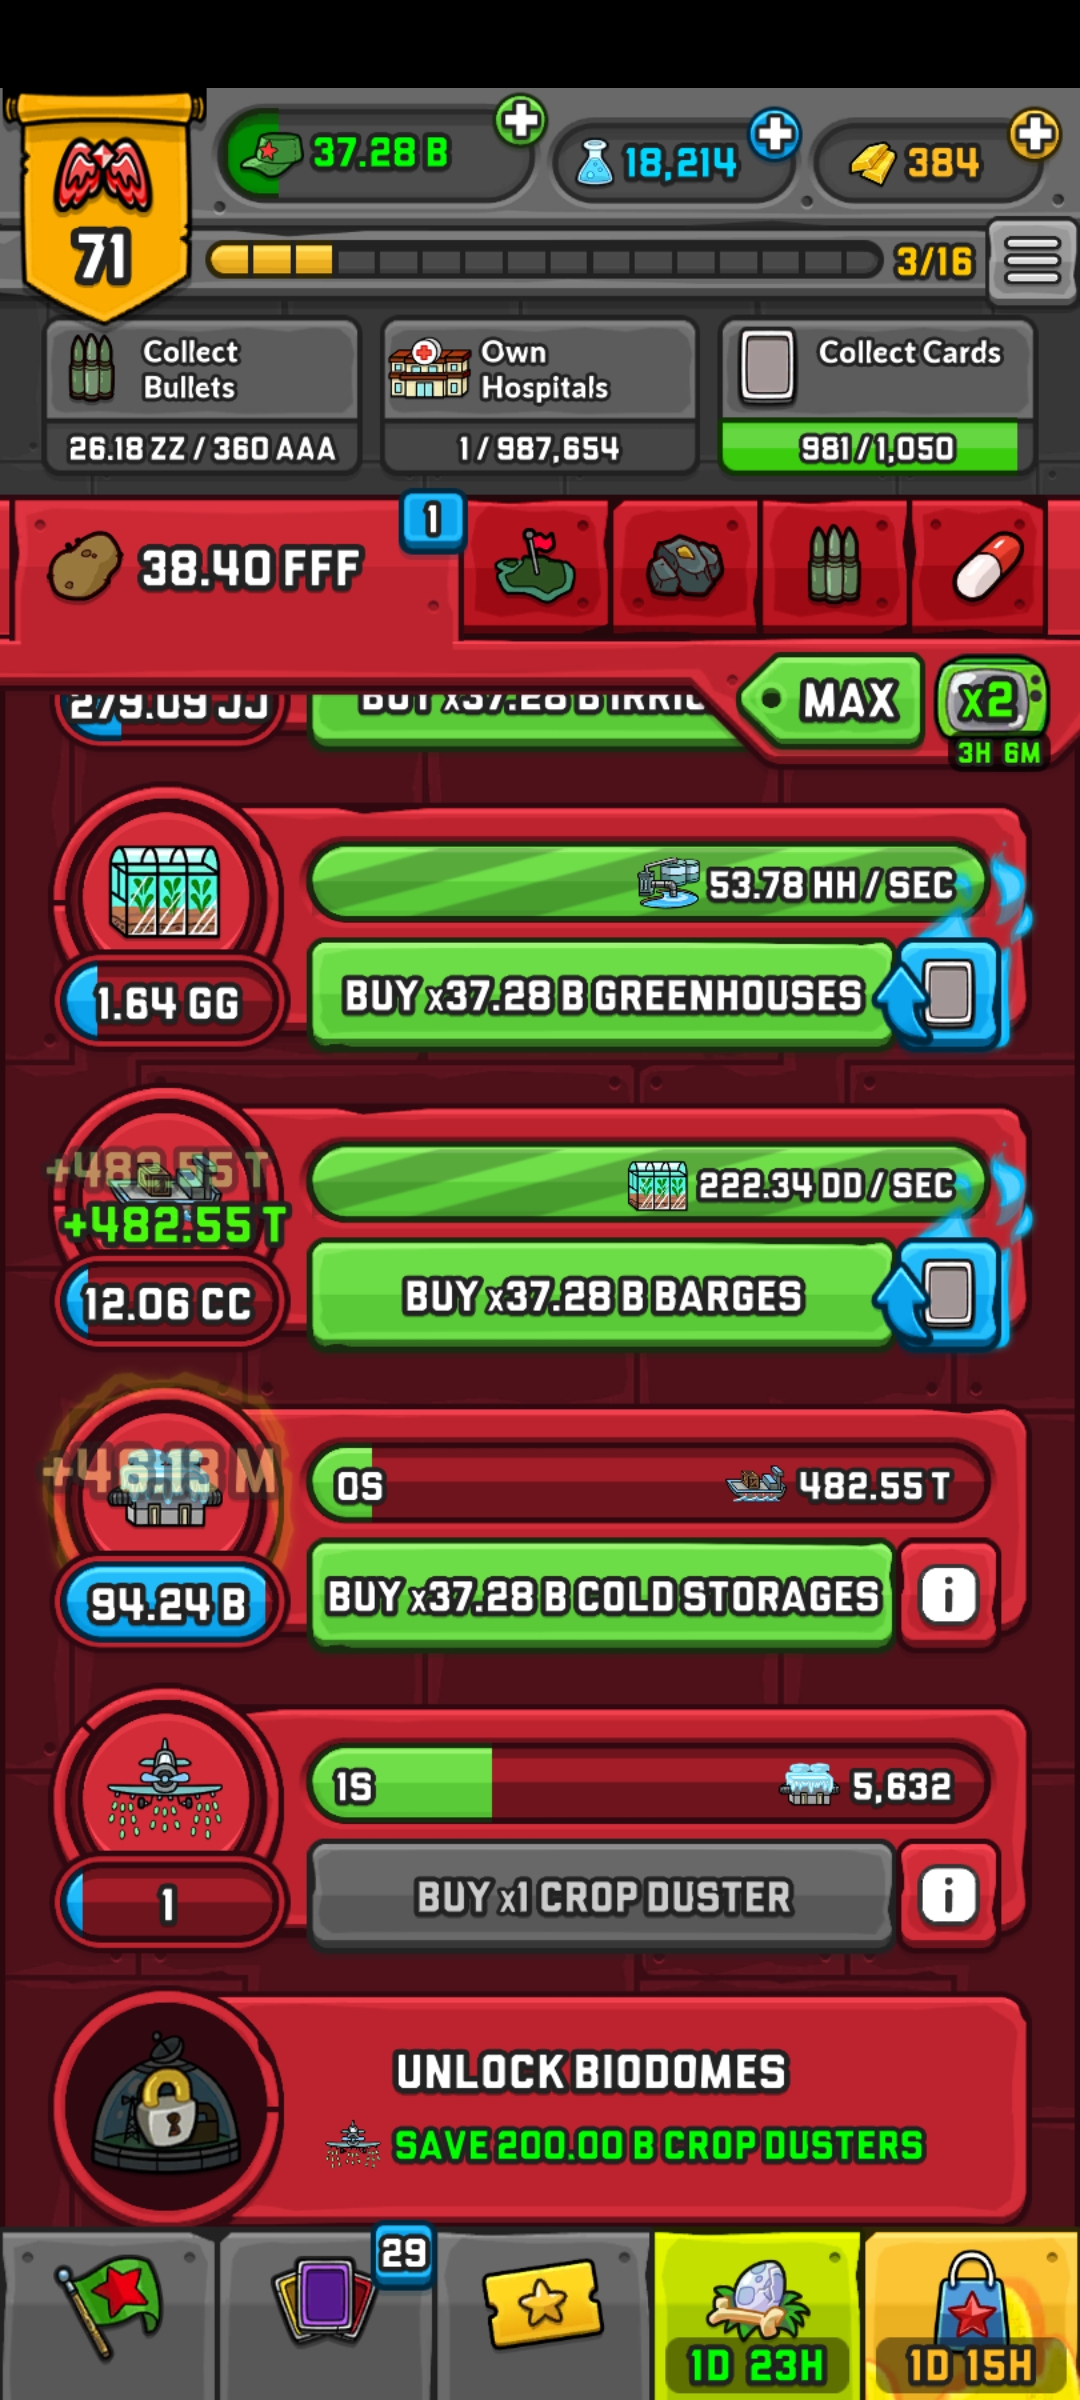 71
37.28 B
18,214
384
3/16
Collect
Bullets
26.18 ZZ / 360 AAA
Own
Hospitals
1 / 987,654
Collect Cards
981 / 1,050
38.40 FFF
1
MAX
x2
3H 6M
279.09 JJ
BUY x37.28 B
53.78 HH / SEC
1.64 GG
BUY x37.28 B GREENHOUSES
+482.55 T
+482.55 T
222.34 DD / SEC
12.06 CC
BUY x37.28 B BARGES
+46.13 M
0S
482.55 T
94.24 B
BUY x37.28 B COLD STORAGES
i
1S
5,632
1
BUY x1 CROP DUSTER
i
UNLOCK BIODOMES
SAVE 200.00 B CROP DUSTERS
29
1D 23H
1D 15H